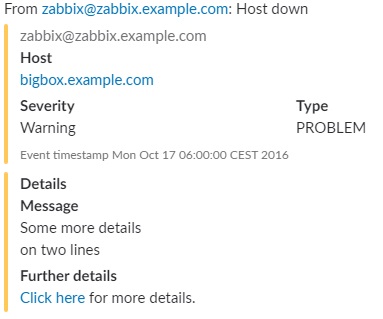 From zabbix@zabbix.example.com: Host down
zabbix@zabbix.example.com
Host
bigbox.example.com
Severity Type
Warning PROBLEM
Event timestamp Mon Oct 17 06:00:00 CEST 2016
Details
Message
Some more details
on two lines
Further details
Click here for more details.